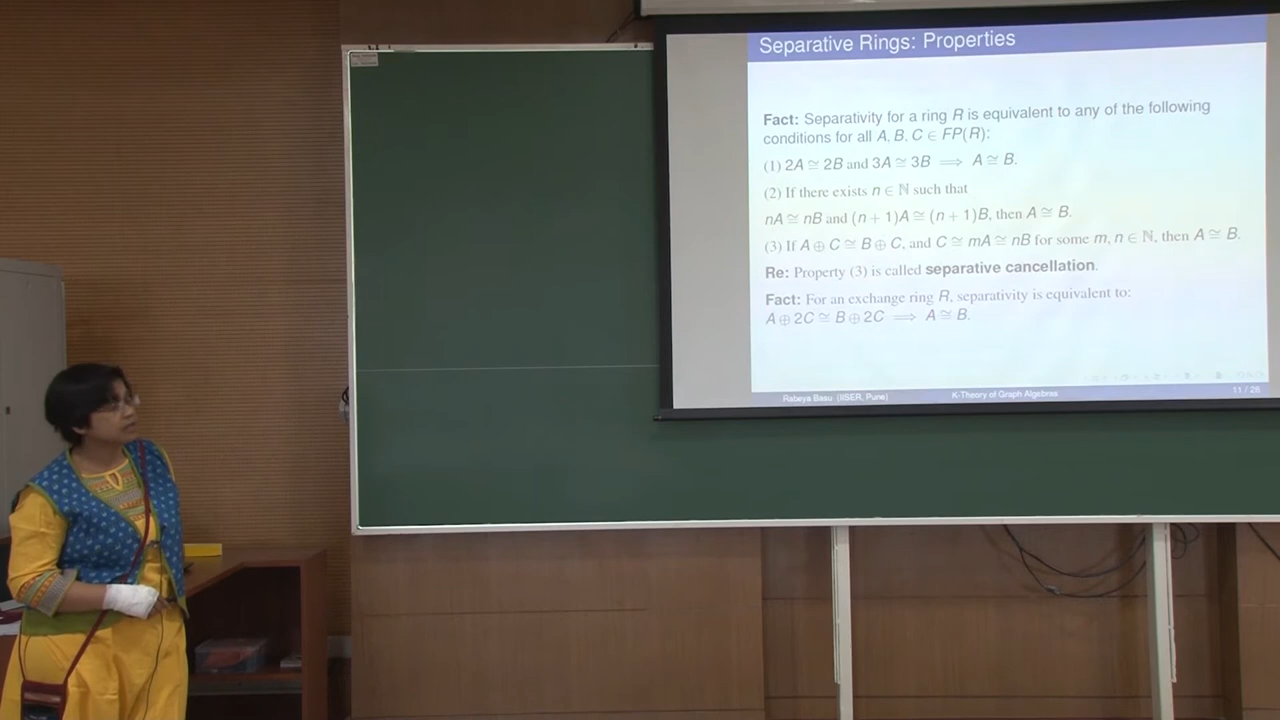 Separative Rings: Properties
Fact: Separativity for a ring R is equivalent to any of the following
conditions for all A, B, C ∈ FP(R):
(1) 2A ≅ 2B and 3A ≅ 3B ⟹ A ≅ B.
(2) If there exists n ∈ ℕ such that
nA ≅ nB and (n + 1)A ≅ (n + 1)B, then A ≅ B.
(3) If A ⊕ C ≅ B ⊕ C, and C ≅ mA ≅ nB for some m, n ∈ ℕ, then A ≅ B.
Re: Property (3) is called separative cancellation.
Fact: For an exchange ring R, separativity is equivalent to:
A ⊕ 2C ≅ B ⊕ 2C ⟹ A ≅ B.
Rabeya Basu (IISER, Pune) K-Theory of Graph Algebras 11 / 28